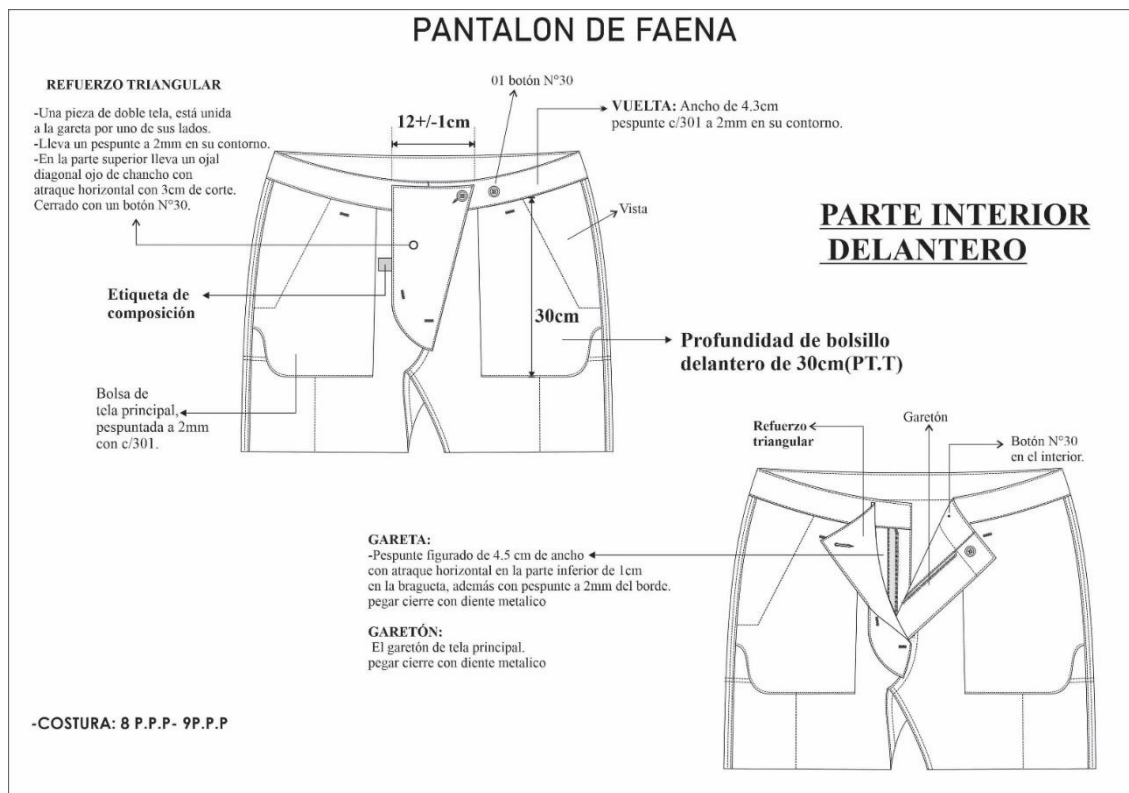 PANTALON DE FAENA
REFUERZO TRIANGULAR
-Una pieza de doble tela, está unida
a la gareta por uno de sus lados.
-Lleva un pespunte a 2mm en su contorno.
-En la parte superior lleva un ojal
diagonal ojo de chancho con
atraque horizontal con 3cm de corte.
Cerrado con un botón N°30.
01 botón N°30
12+/-1cm
VUELTA: Ancho de 4.3cm
pespunte c/301 a 2mm en su contorno.
Vista
PARTE INTERIOR
DELANTERO
Etiqueta de
composición
30cm
Profundidad de bolsillo
delantero de 30cm(PT.T)
Bolsa de
tela principal,
pespuntada a 2mm
con c/301.
Refuerzo
triangular
Garetón
Botón N°30
en el interior.
GARETA:
-Pespunte figurado de 4.5 cm de ancho
con atraque horizontal en la parte inferior de 1cm
en la bragueta, además con pespunte a 2mm del borde.
pegar cierre con diente metalico
GARETÓN:
El garetón de tela principal.
pegar cierre con diente metalico
-COSTURA: 8 P.P.P- 9P.P.P